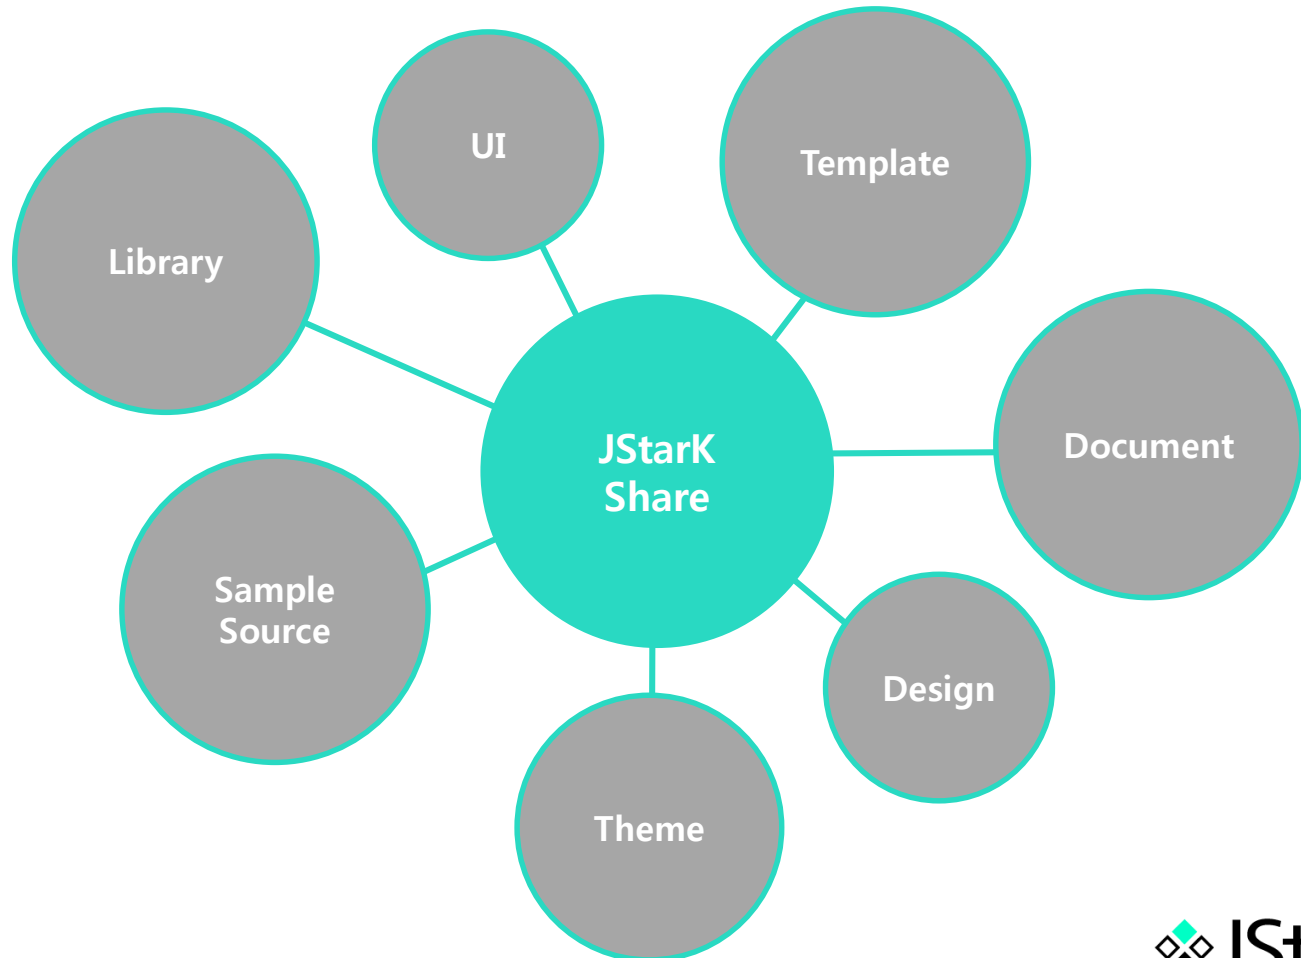 UI
Template
Library
Document
JStarK
Share
Sample
Source
Design
Theme